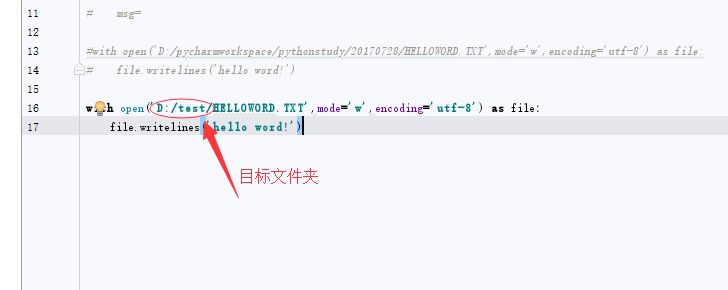 11 #   msg=
12
13 #with open('D:/pycharmworkspace/pythonstudy/20170728/HELLOWORD.TXT',mode='w',encoding='utf-8') as file:
14 #   file.writelines('hello word!')
15
16 with open('D:/test/HELLOWORD.TXT',mode='w',encoding='utf-8') as file:
17    file.writelines('hello word!')
目标文件夹